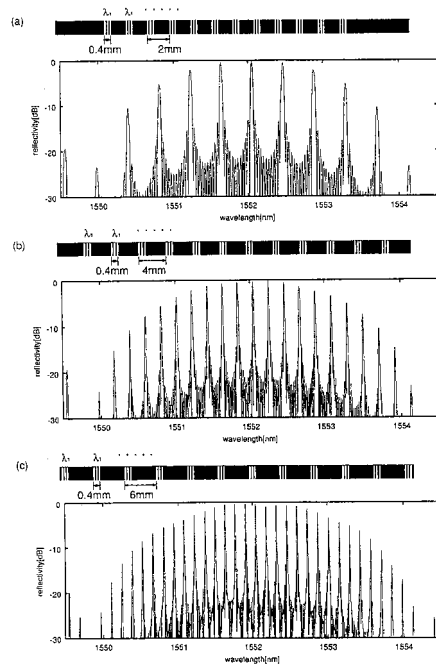 (a)
λ₁ λ₁ . . . . .
0.4mm 2mm
0
-10
-20
-30
reflectivity[dB]
1550 1551 1552 1553 1554
wavelength[nm]
(b)
λ₁ λ₁ . . . . .
0.4mm 4mm
0
-10
-20
-30
reflectivity[dB]
1550 1551 1552 1553 1554
wavelength[nm]
(c)
λ₁ λ₁ . . . . .
0.4mm 6mm
0
-10
-20
-30
reflectivity[dB]
1550 1551 1552 1553 1554
wavelength[nm]